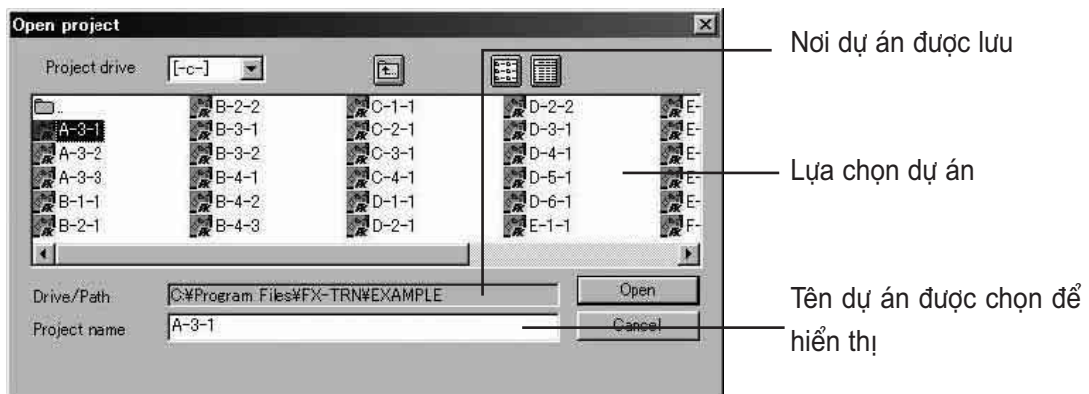 Open project
Project drive [-c-]
.. B-2-2 C-1-1 D-2-2 E-
A-3-1 B-3-1 C-2-1 D-3-1 E-
A-3-2 B-3-2 C-3-1 D-4-1 E-
A-3-3 B-4-1 C-4-1 D-5-1 E-
B-1-1 B-4-2 D-1-1 D-6-1 E-
B-2-1 B-4-3 D-2-1 E-1-1 F-
Drive/Path C:¥Program Files¥FX-TRN¥EXAMPLE Open
Project name A-3-1 Cancel
Nơi dự án được lưu
Lựa chọn dự án
Tên dự án được chọn để
hiển thị